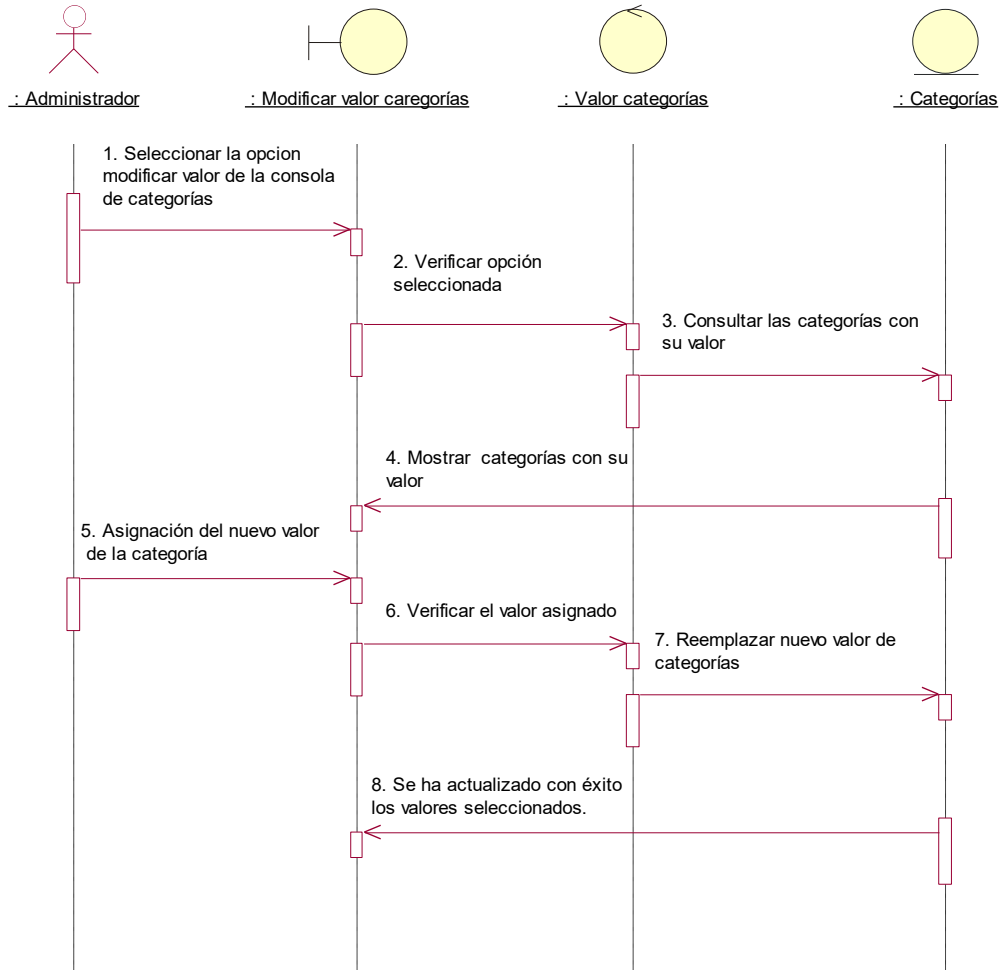 : Administrador
: Modificar valor caregorías
: Valor categorías
: Categorías
1. Seleccionar la opcion
modificar valor de la consola
de categorías
2. Verificar opción
seleccionada
3. Consultar las categorías con
su valor
4. Mostrar categorías con su
valor
5. Asignación del nuevo valor
de la categoría
6. Verificar el valor asignado
7. Reemplazar nuevo valor de
categorías
8. Se ha actualizado con éxito
los valores seleccionados.